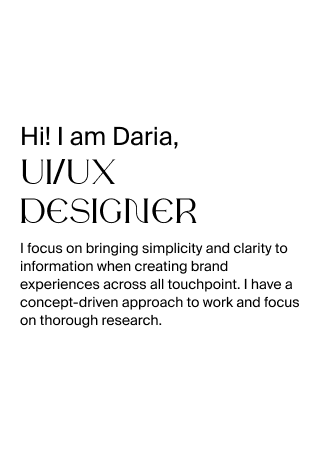 Hi! I am Daria,
UI/UX
DESIGNER
I focus on bringing simplicity and clarity to
information when creating brand
experiences across all touchpoint. I have a
concept-driven approach to work and focus
on thorough research.